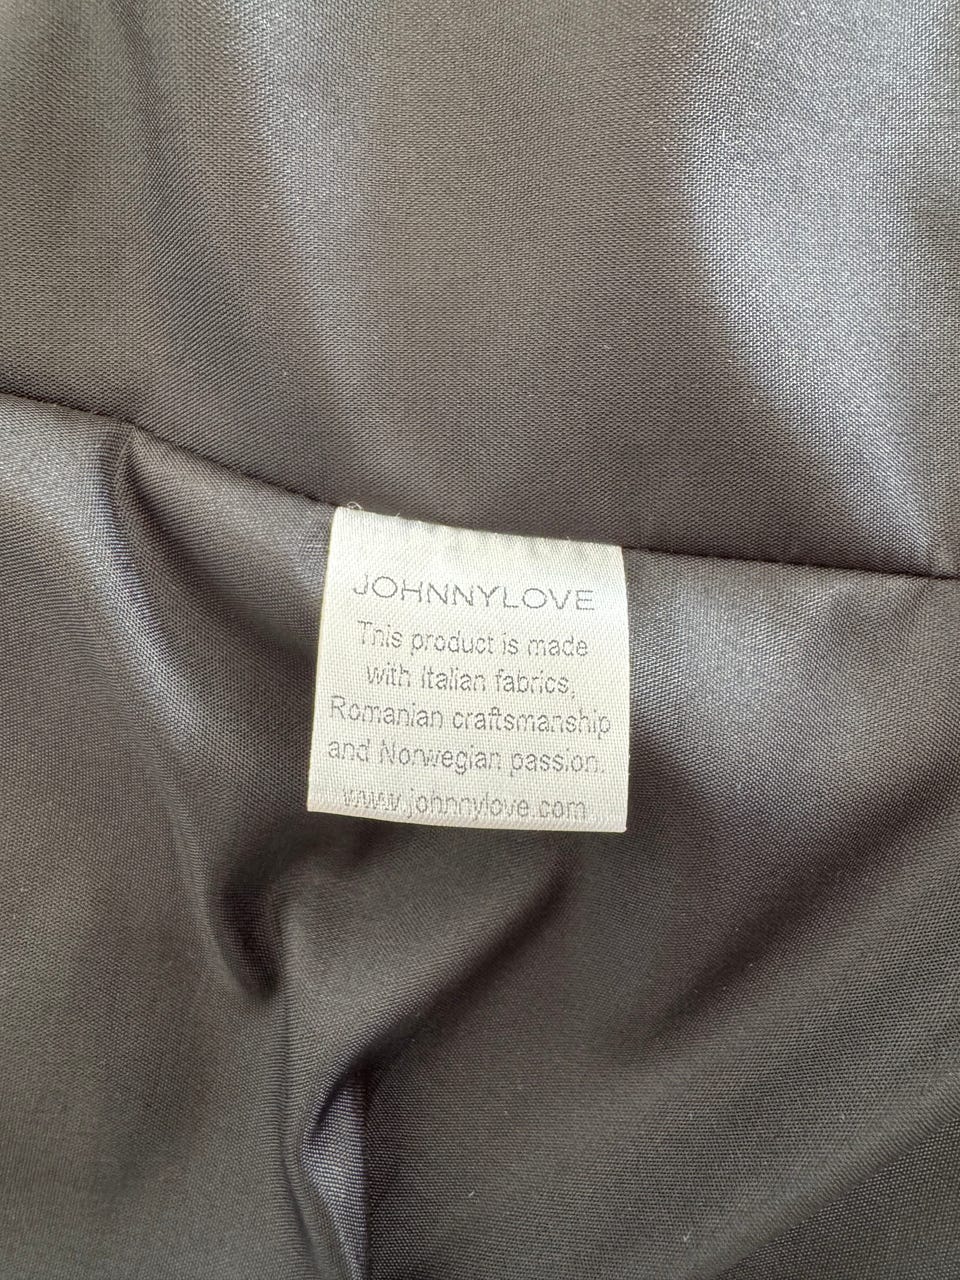 JOHNNYLOVE
This product is made
with Italian fabrics,
Romanian craftsmanship
and Norwegian passion.
www.johnnylove.com